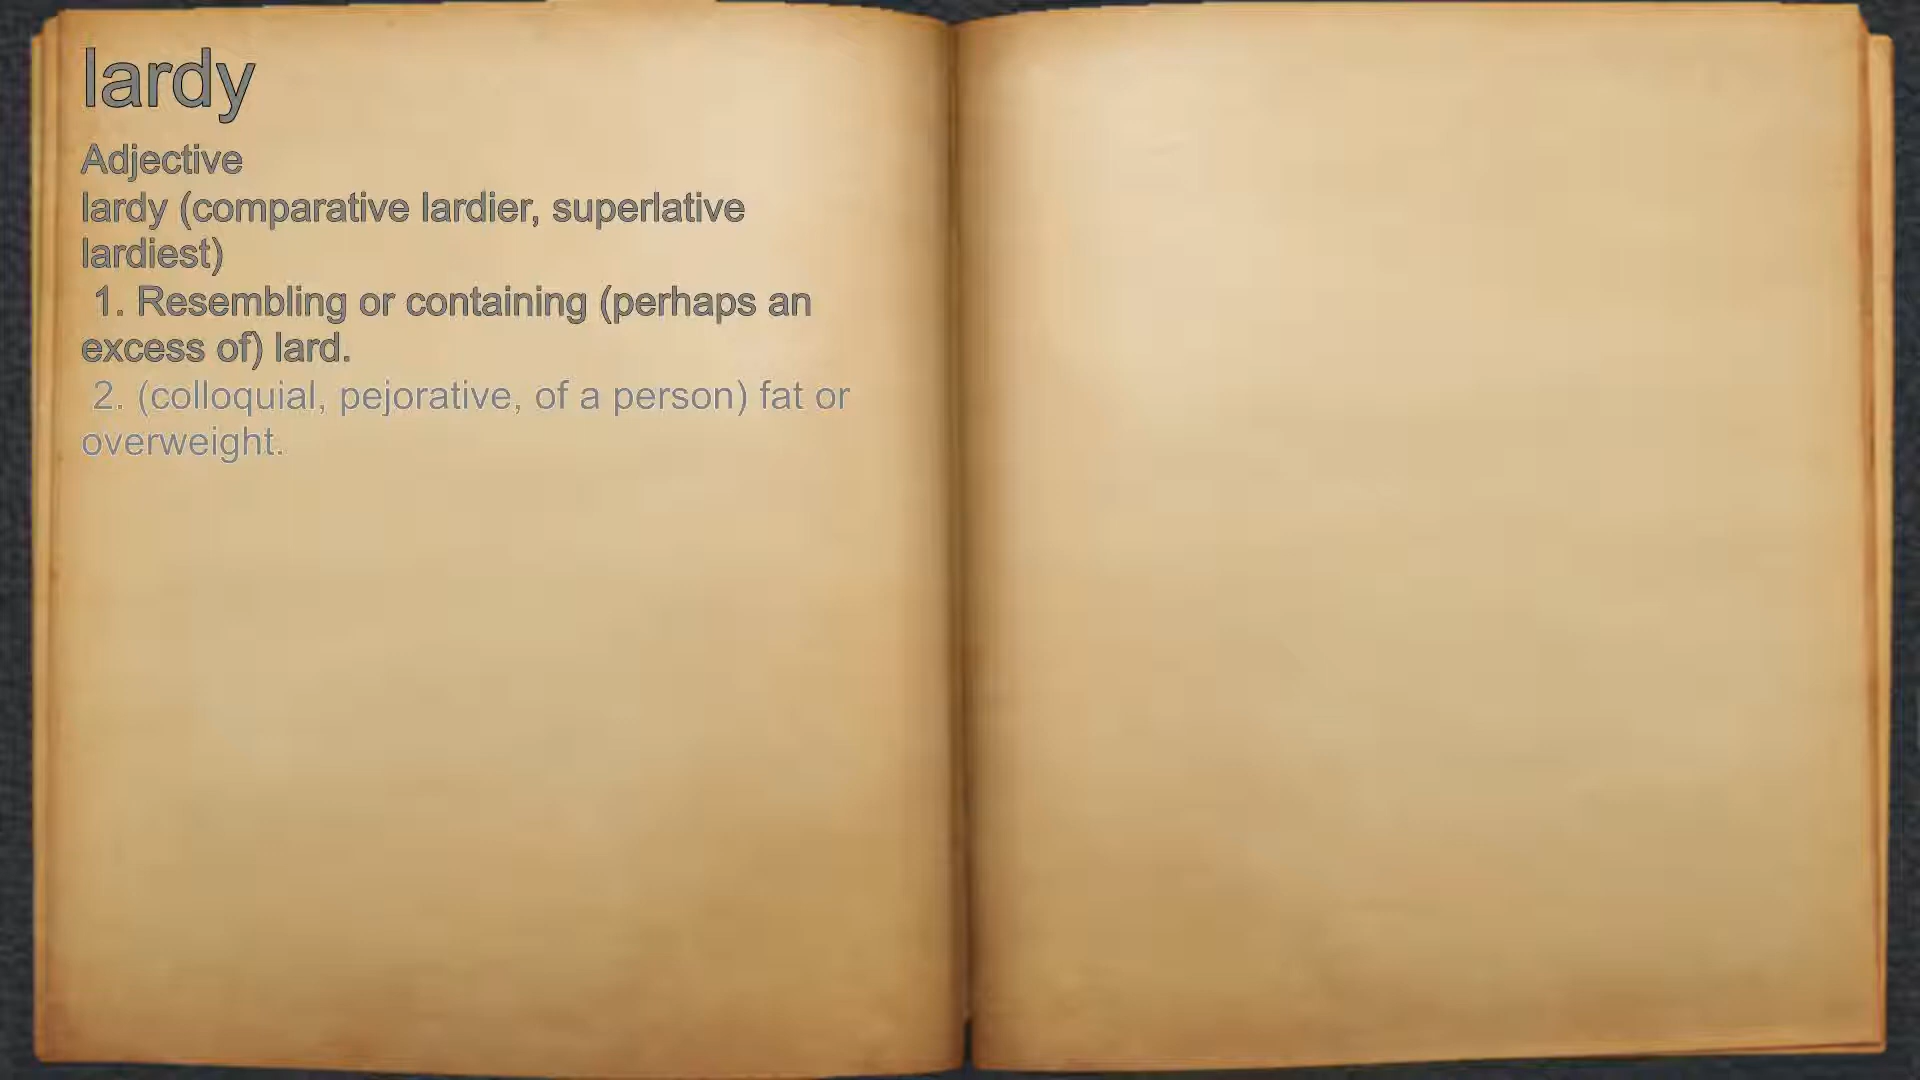 lardy
Adjective
lardy (comparative lardier, superlative
lardiest)
1. Resembling or containing (perhaps an
excess of) lard.
2. (colloquial, pejorative, of a person) fat or
overweight.